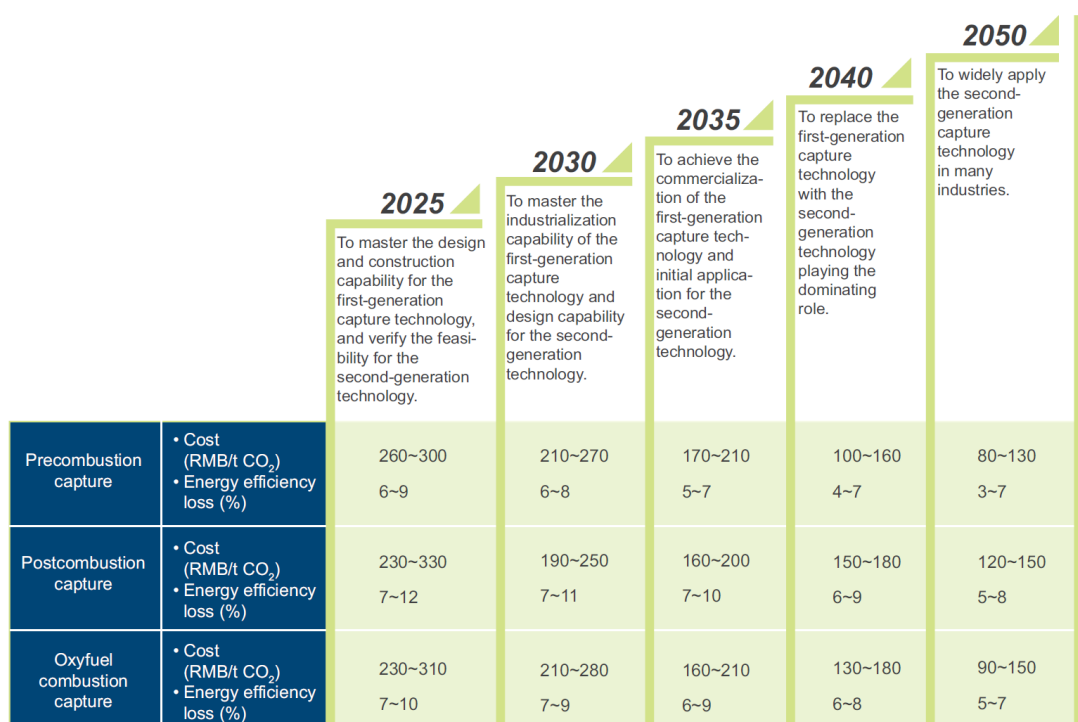 2025
To master the design
and construction
capability for the
first-generation
capture technology,
and verify the feasi-
bility for the
second-generation
technology.
2030
To master the
industrialization
capability of the
first-generation
capture
technology and
design capability
for the second-
generation
technology.
2035
To achieve the
commercializa-
tion of the
first-generation
capture tech-
nology and
initial applica-
tion for the
second-
generation
technology.
2040
To replace the
first-generation
capture
technology
with the
second-
generation
technology
playing the
dominating
role.
2050
To widely apply
the second-
generation
capture
technology
in many
industries.
Precombustion
capture
• Cost
(RMB/t CO₂)
• Energy efficiency
loss (%)
260~300 210~270 170~210 100~160 80~130
6~9 6~8 5~7 4~7 3~7
Postcombustion
capture
• Cost
(RMB/t CO₂)
• Energy efficiency
loss (%)
230~330 190~250 160~200 150~180 120~150
7~12 7~11 7~10 6~9 5~8
Oxyfuel
combustion
capture
• Cost
(RMB/t CO₂)
• Energy efficiency
loss (%)
230~310 210~280 160~210 130~180 90~150
7~10 7~9 6~9 6~8 5~7